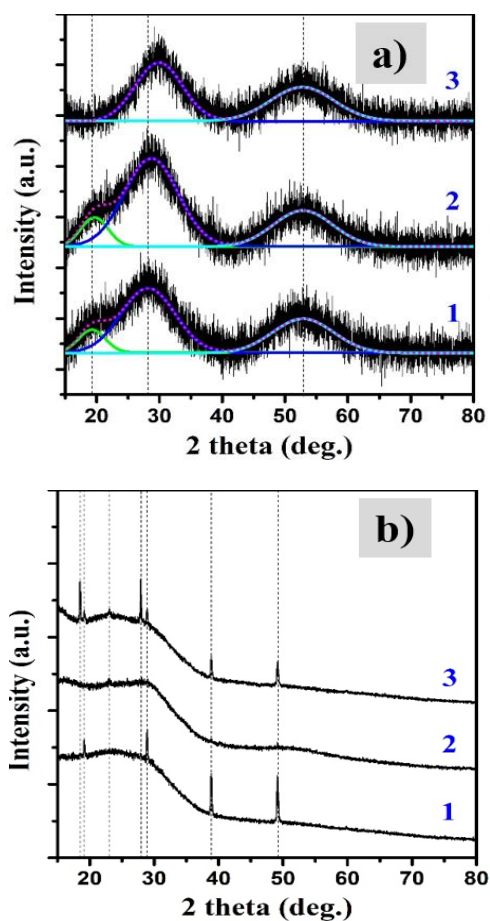 a)
3
2
1
Intensity (a.u.)
20 30 40 50 60 70 80
2 theta (deg.)
b)
3
2
1
Intensity (a.u.)
20 30 40 50 60 70 80
2 theta (deg.)